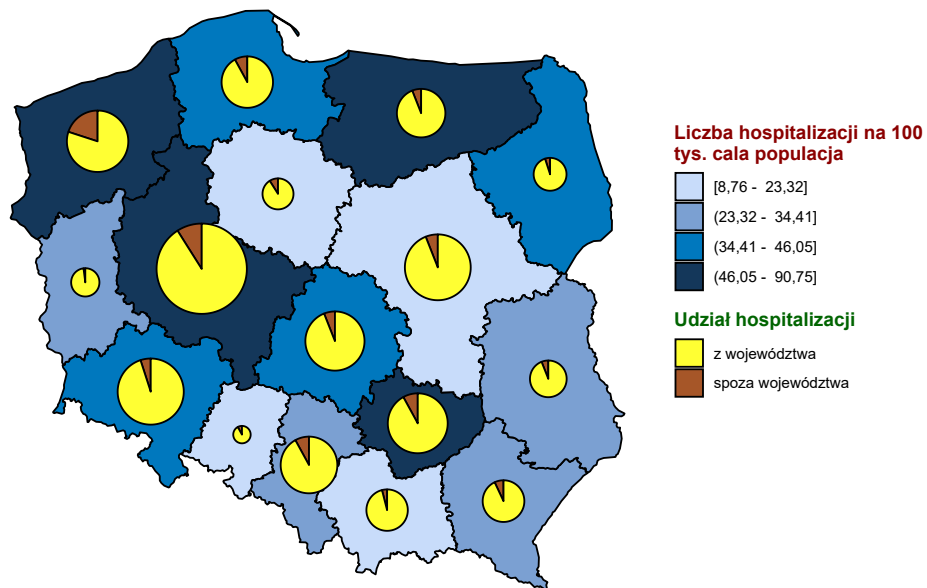 Liczba hospitalizacji na 100
tys. cala populacja
[8,76 - 23,32]
(23,32 - 34,41]
(34,41 - 46,05]
(46,05 - 90,75]
Udział hospitalizacji
z województwa
spoza województwa